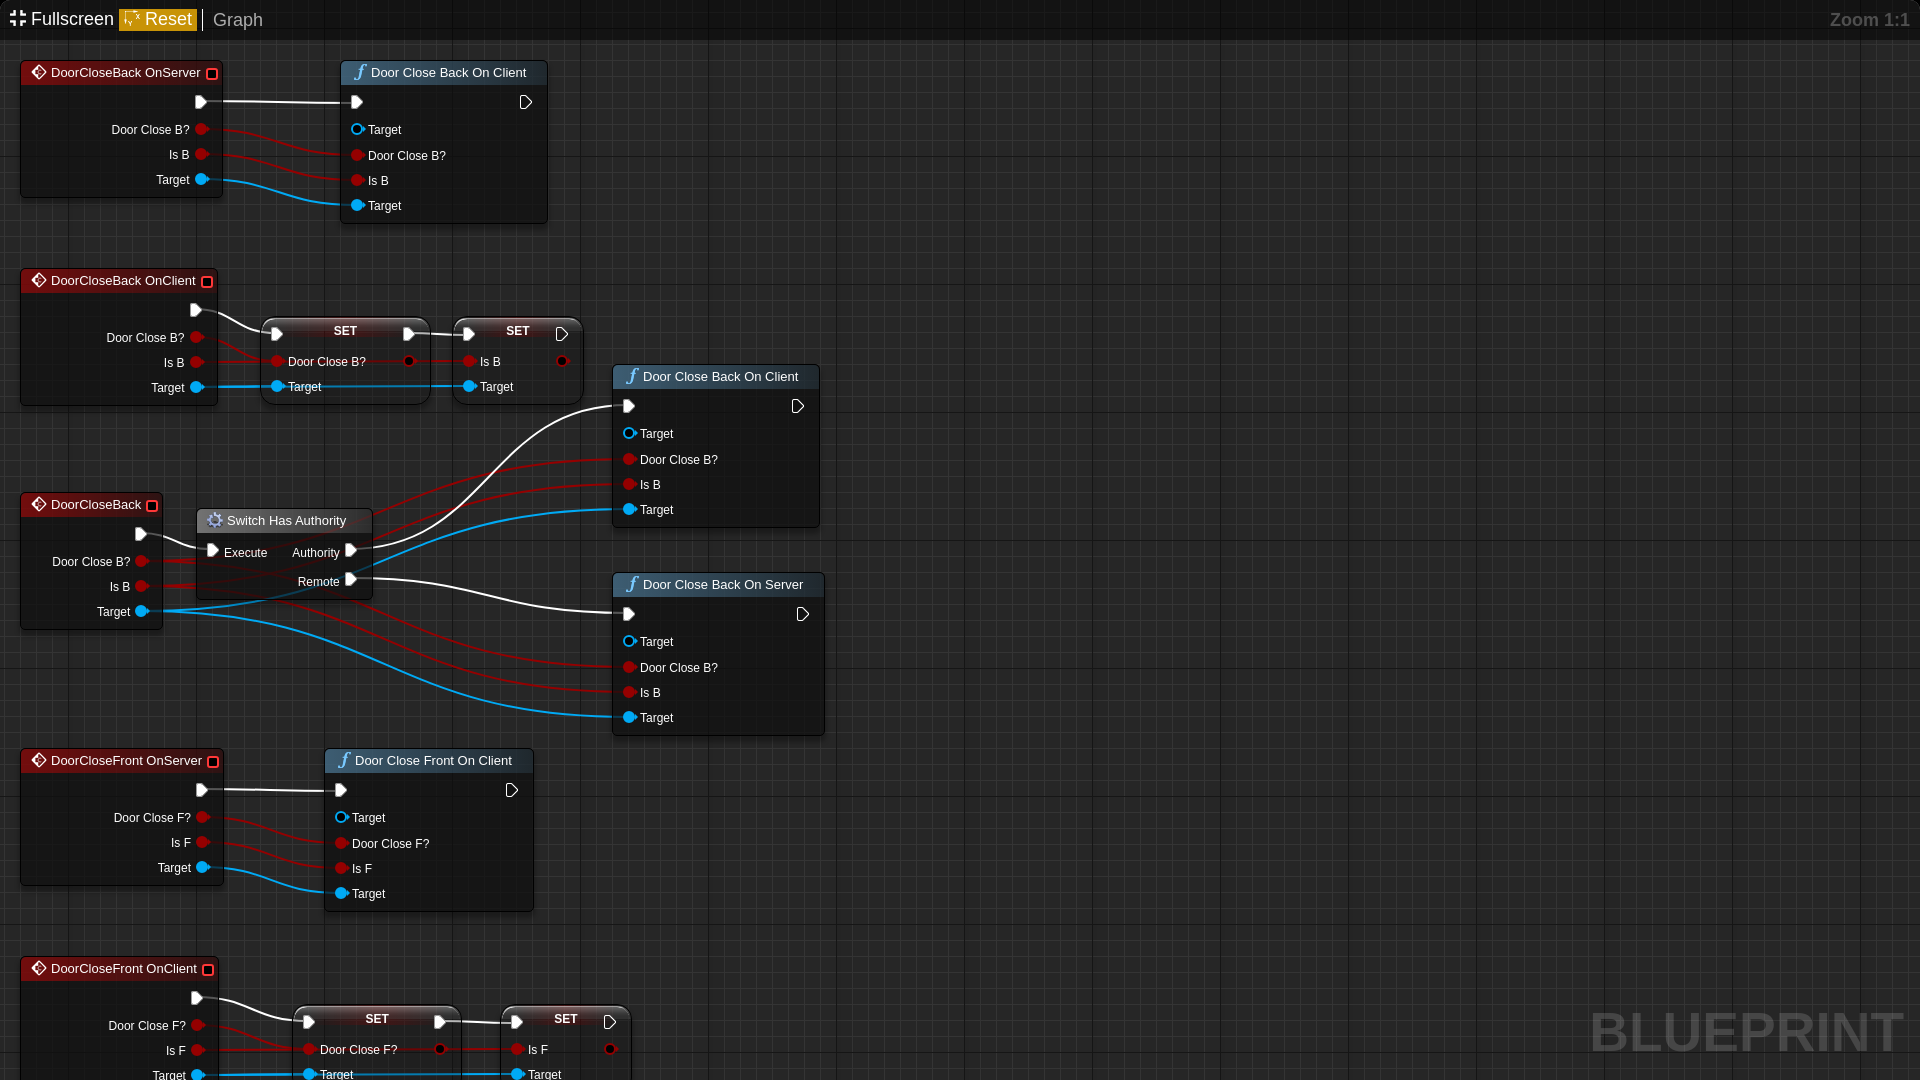 Fullscreen Reset Graph Zoom 1:1
DoorCloseBack OnServer
Door Close B?
Is B
Target
Door Close Back On Client
Target
Door Close B?
Is B
Target
DoorCloseBack OnClient
Door Close B?
Is B
Target
SET
Door Close B?
Target
SET
Is B
Target
Door Close Back On Client
Target
Door Close B?
Is B
Target
DoorCloseBack
Door Close B?
Is B
Target
Switch Has Authority
Execute Authority
Remote
Door Close Back On Server
Target
Door Close B?
Is B
Target
DoorCloseFront OnServer
Door Close F?
Is F
Target
Door Close Front On Client
Target
Door Close F?
Is F
Target
DoorCloseFront OnClient
Door Close F?
Is F
Target
SET
Door Close F?
Target
SET
Is F
Target
BLUEPRINT